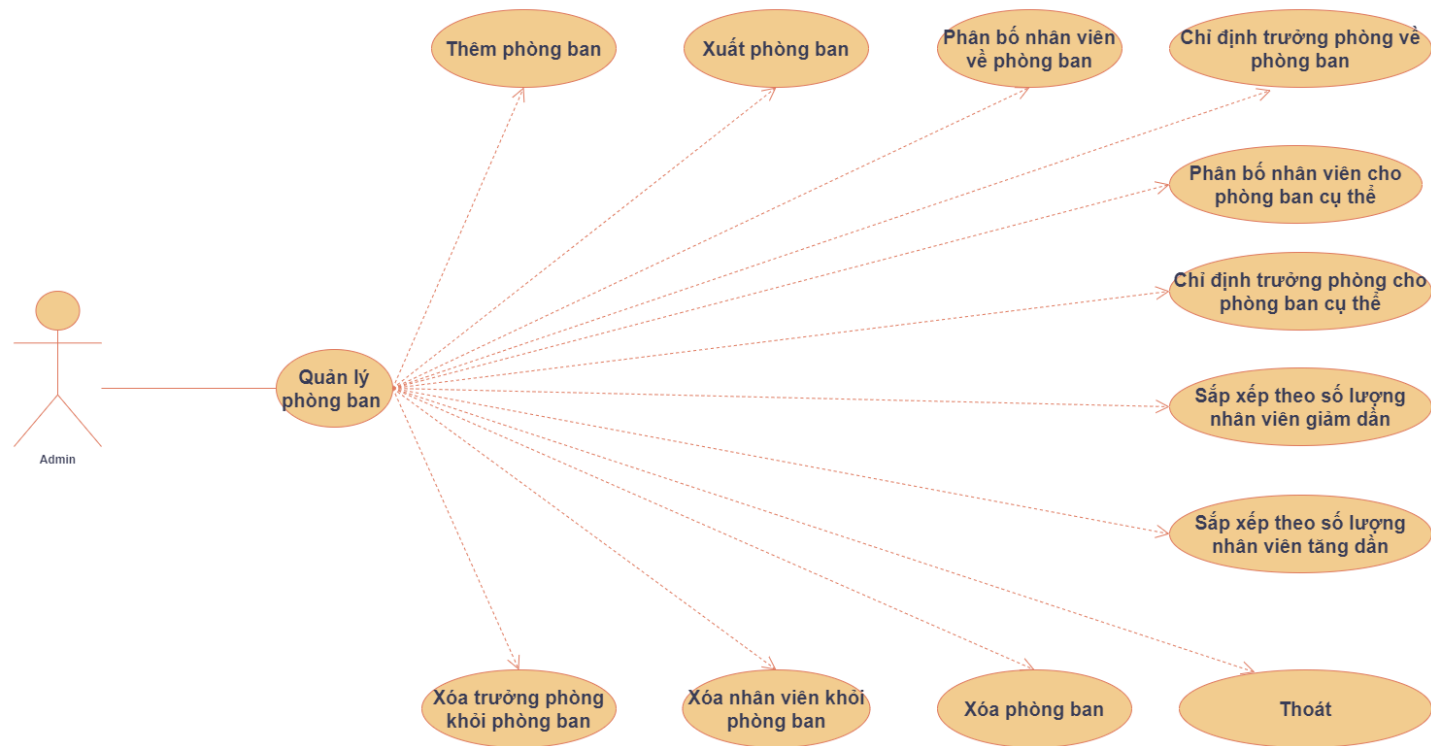 Thêm phòng ban
Xuất phòng ban
Phân bố nhân viên
về phòng ban
Chỉ định trưởng phòng về
phòng ban
Phân bố nhân viên cho
phòng ban cụ thể
Chỉ định trưởng phòng cho
phòng ban cụ thể
Quản lý
phòng ban
Sắp xếp theo số lượng
nhân viên giảm dần
Admin
Sắp xếp theo số lượng
nhân viên tăng dần
Xóa trưởng phòng
khỏi phòng ban
Xóa nhân viên khỏi
phòng ban
Xóa phòng ban
Thoát